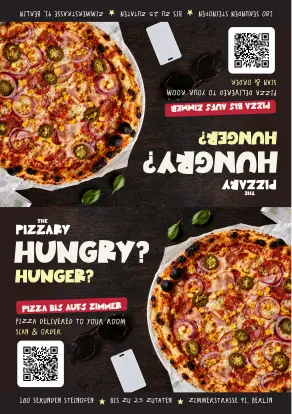 180 SEKUNDEN STEINOFEN ★ BIS ZU 25 ZUTATEN ★ ZIMMERSTRASSE 91, BERLIN
SCAN & ORDER
PIZZA DELIVERED TO YOUR ROOM
PIZZA BIS AUFS ZIMMER
HUNGER?
HUNGRY?
THE
PIZZARY
THE
PIZZARY
HUNGRY?
HUNGER?
PIZZA BIS AUFS ZIMMER
PIZZA DELIVERED TO YOUR ROOM
SCAN & ORDER
180 SEKUNDEN STEINOFEN ★ BIS ZU 25 ZUTATEN ★ ZIMMERSTRASSE 91, BERLIN